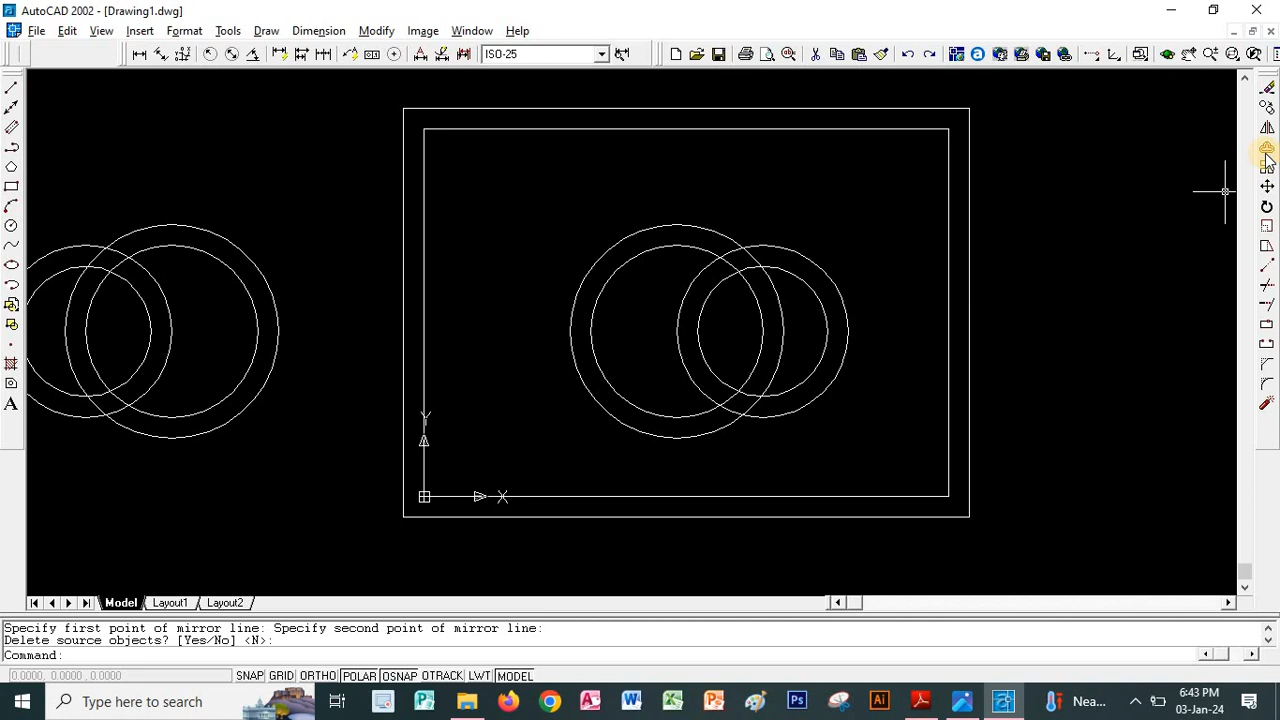 AutoCAD 2002 - [Drawing1.dwg]
File Edit View Insert Format Tools Draw Dimension Modify Image Window Help
ISO-25
Y
X
Model Layout1 Layout2
Specify first point of mirror line: Specify second point of mirror line:
Delete source objects? [Yes/No] <N>:
Command:
0.0000, 0.0000 , 0.0000 SNAP GRID ORTHO POLAR OSNAP OTRACK LWT MODEL
Type here to search
Nea...
6:43 PM
03-Jan-24